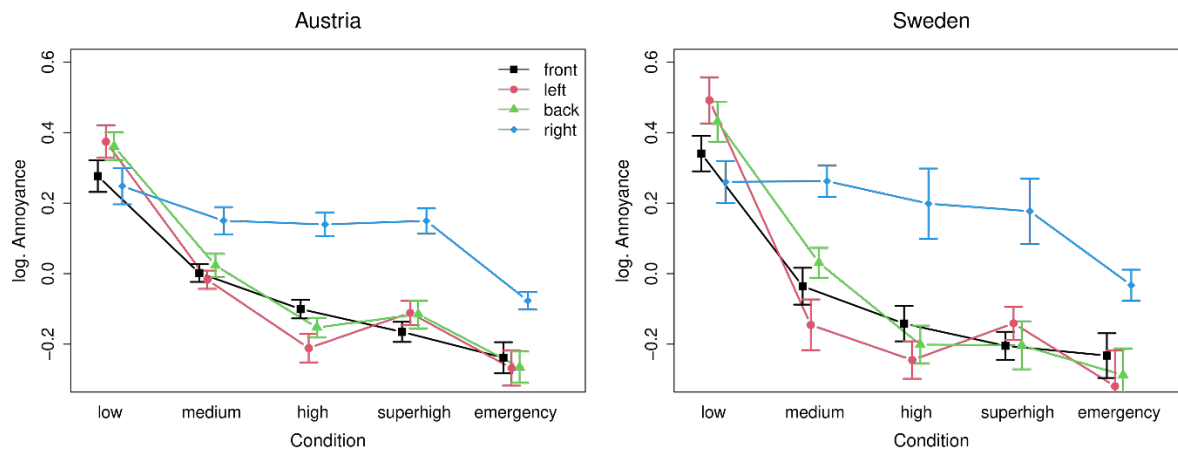 Austria
log. Annoyance
0.6
0.4
0.2
0.0
−0.2
front
left
back
right
low medium high superhigh emergency
Condition
Sweden
log. Annoyance
0.6
0.4
0.2
0.0
−0.2
low medium high superhigh emergency
Condition